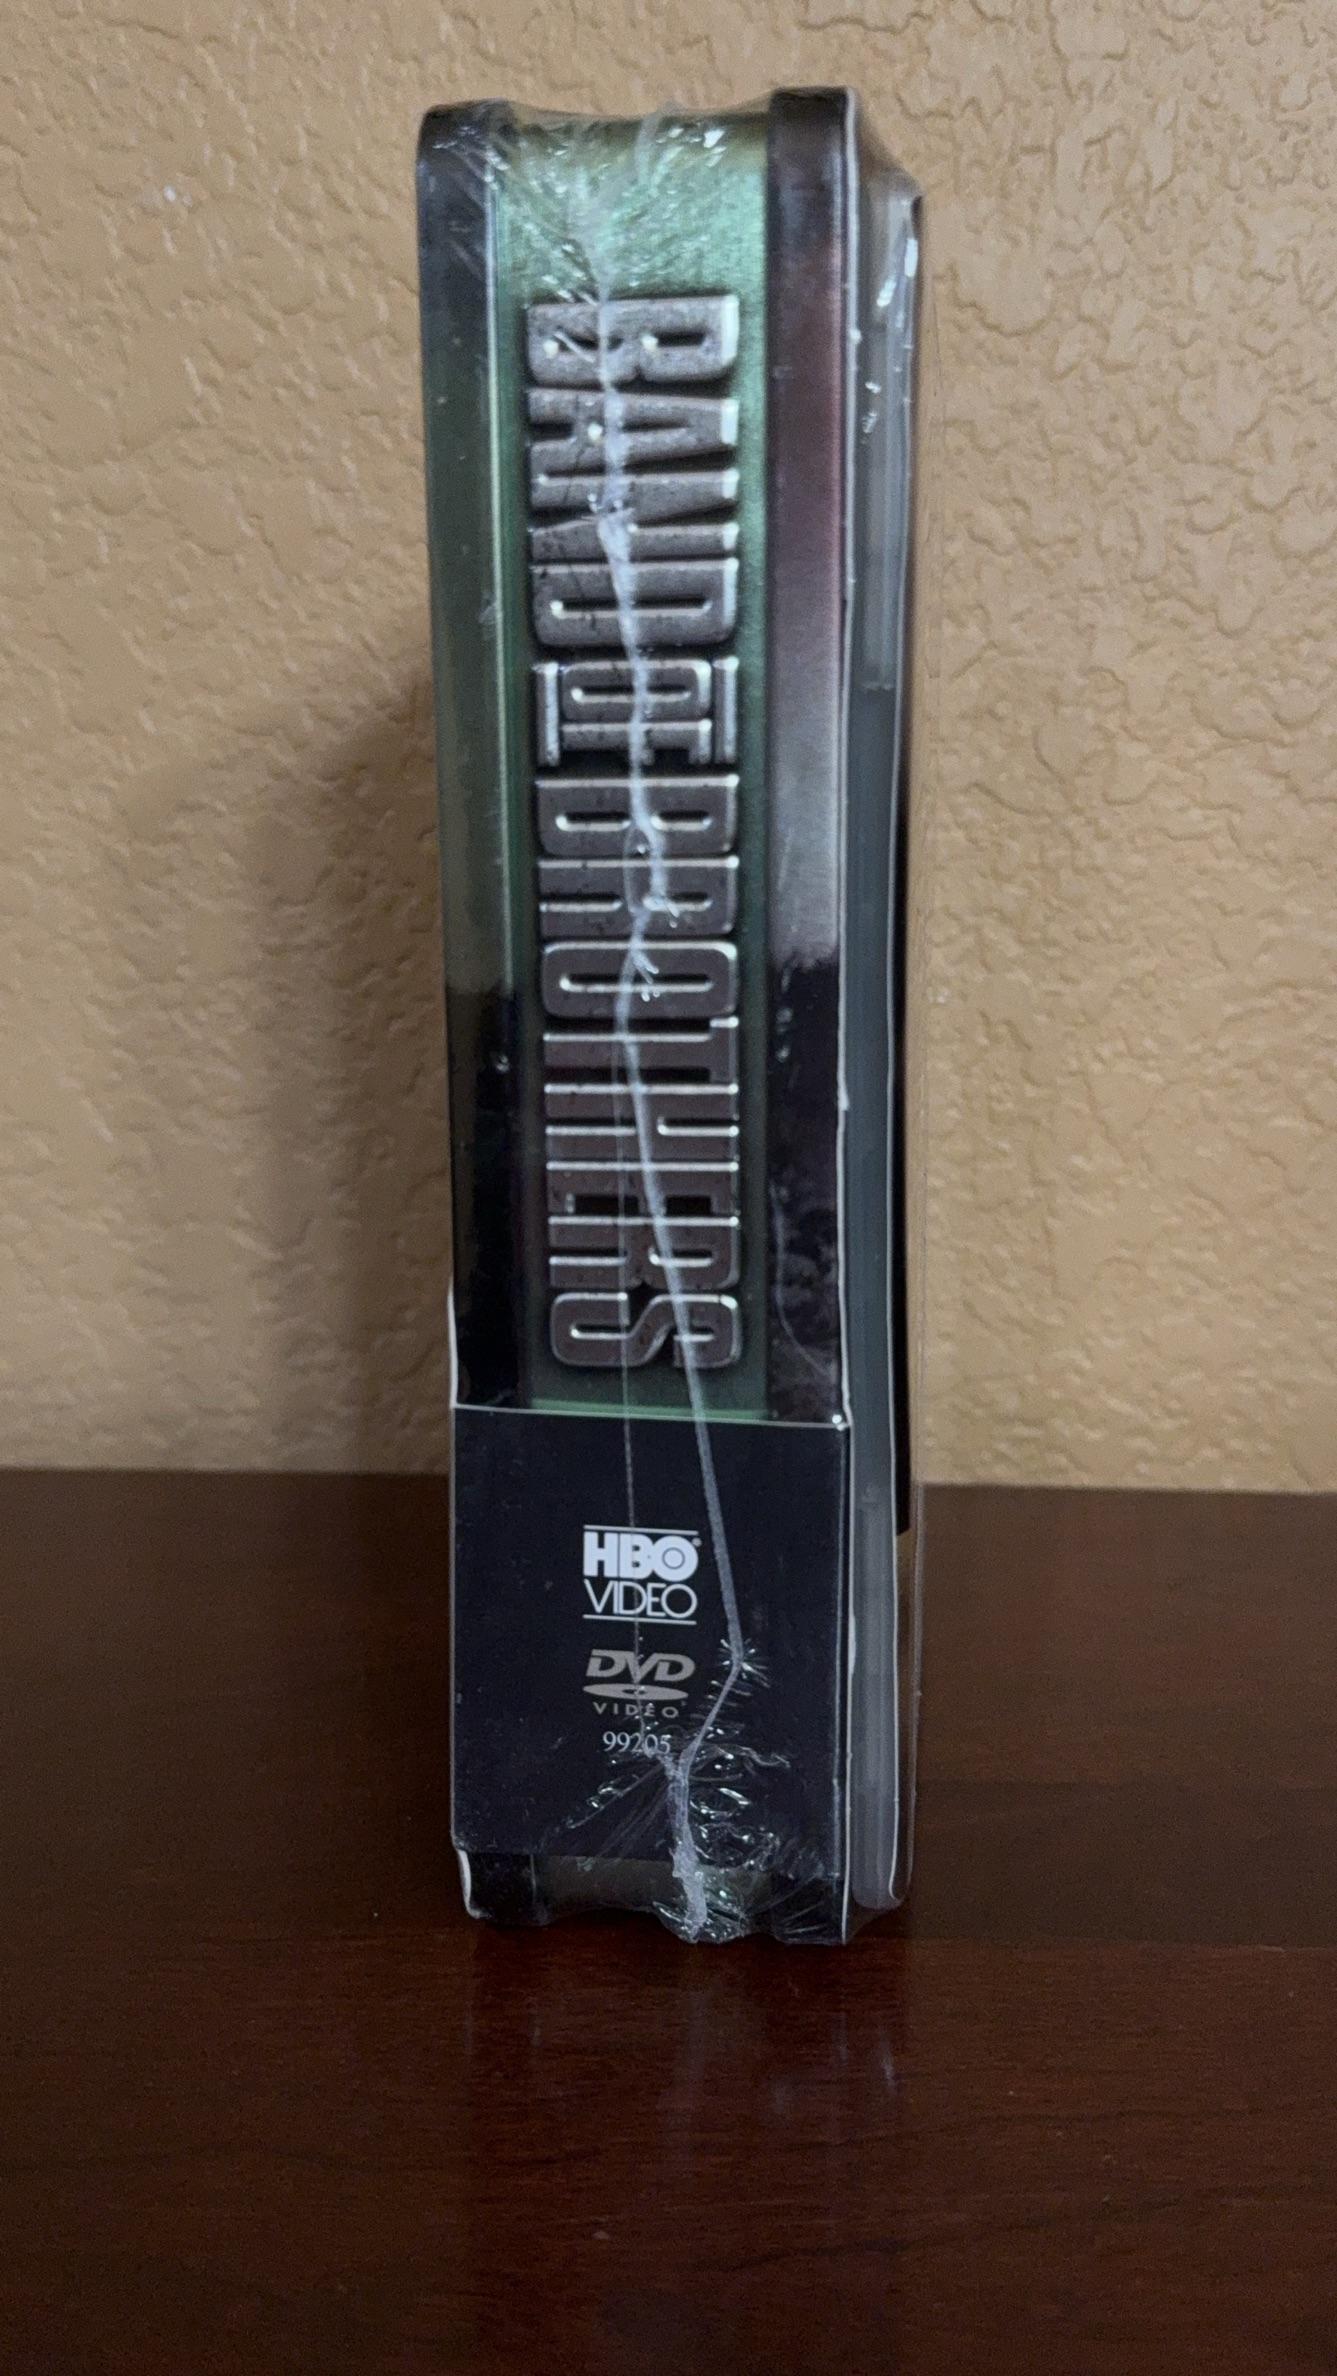 BAND OF BROTHERS
HBO®
VIDEO
DVD
VIDEO
99205